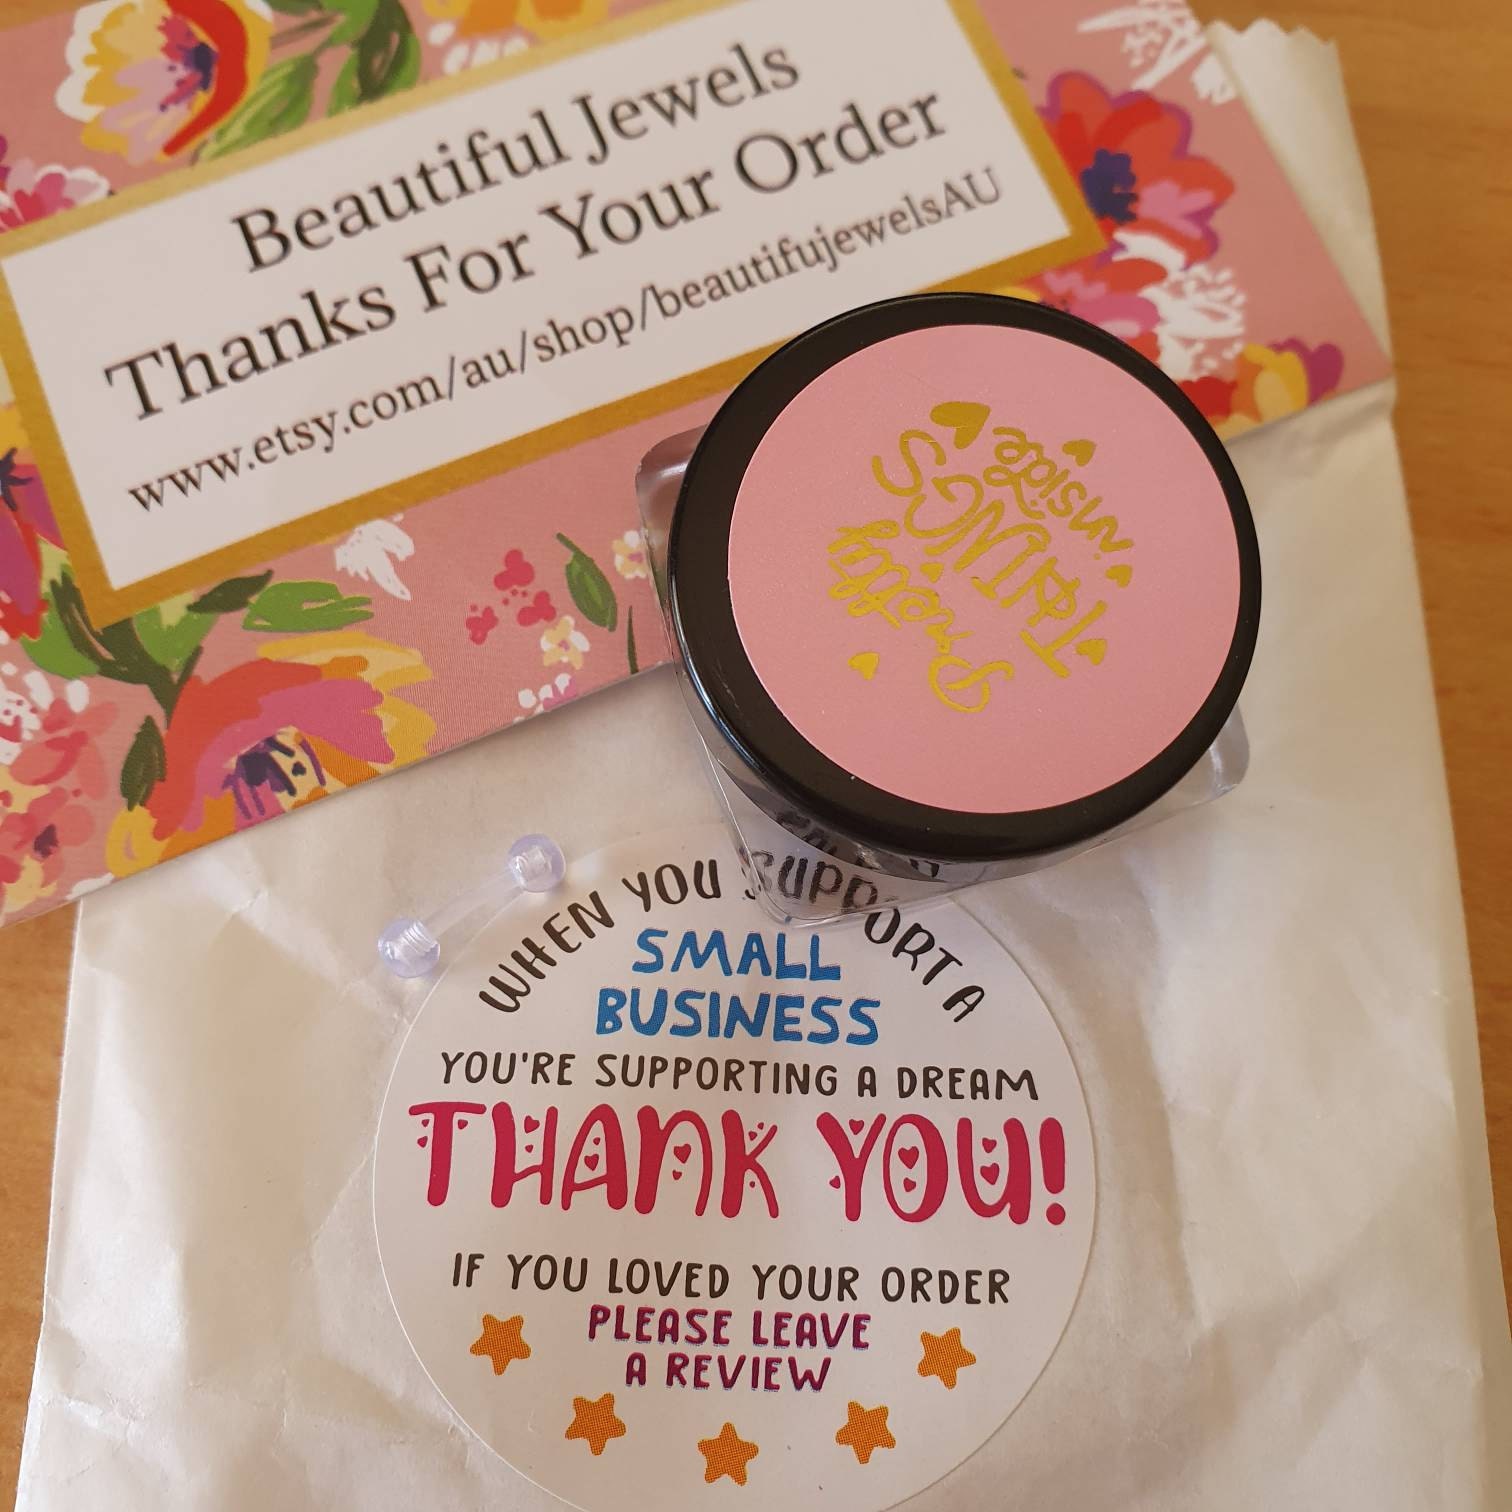 Beautiful Jewels
Thanks For Your Order
www.etsy.com/au/shop/beautifujewelsAU
Pretty
THINGS
inside
WHEN YOU SUPPORT A
SMALL
BUSINESS
YOU'RE SUPPORTING A DREAM
THANK YOU!
IF YOU LOVED YOUR ORDER
PLEASE LEAVE
A REVIEW